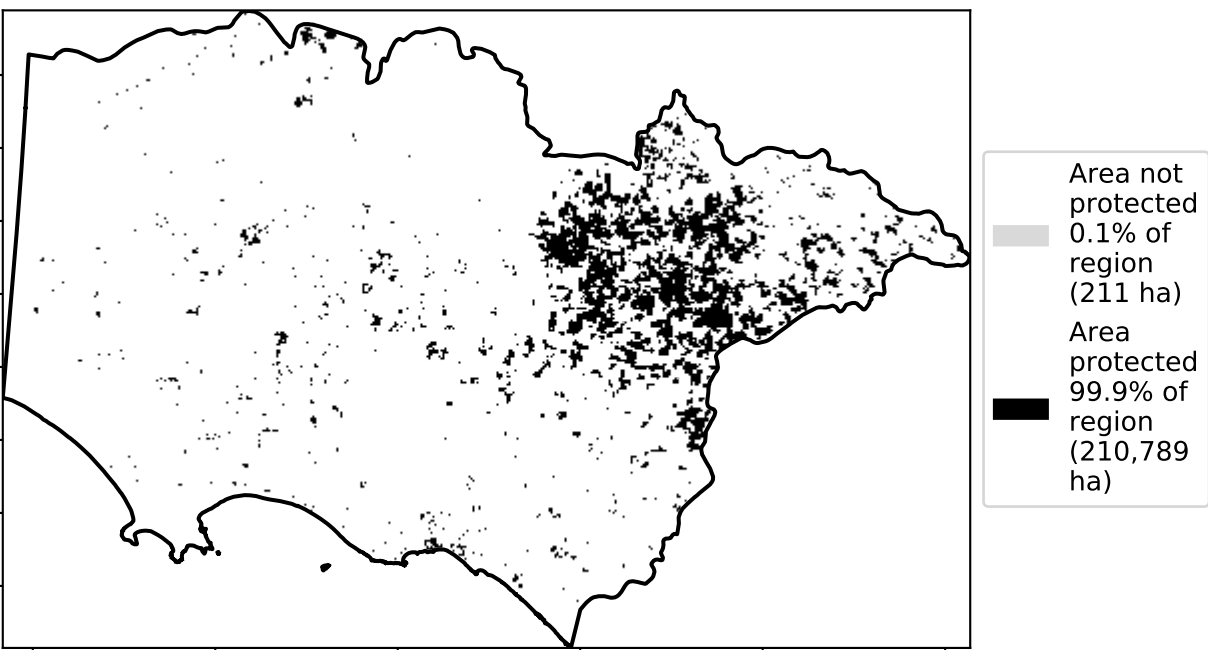 Area not
protected
0.1% of
region
(211 ha)
Area
protected
99.9% of
region
(210,789
ha)